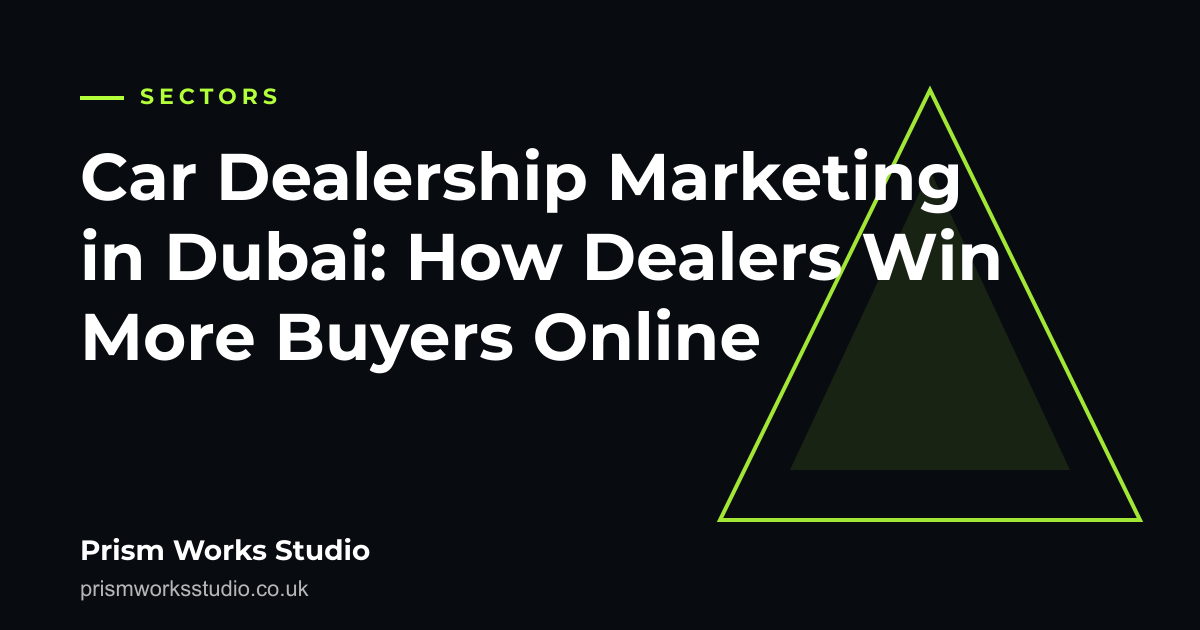 SECTORS
Car Dealership Marketing
in Dubai: How Dealers Win
More Buyers Online
Prism Works Studio
prismworksstudio.co.uk